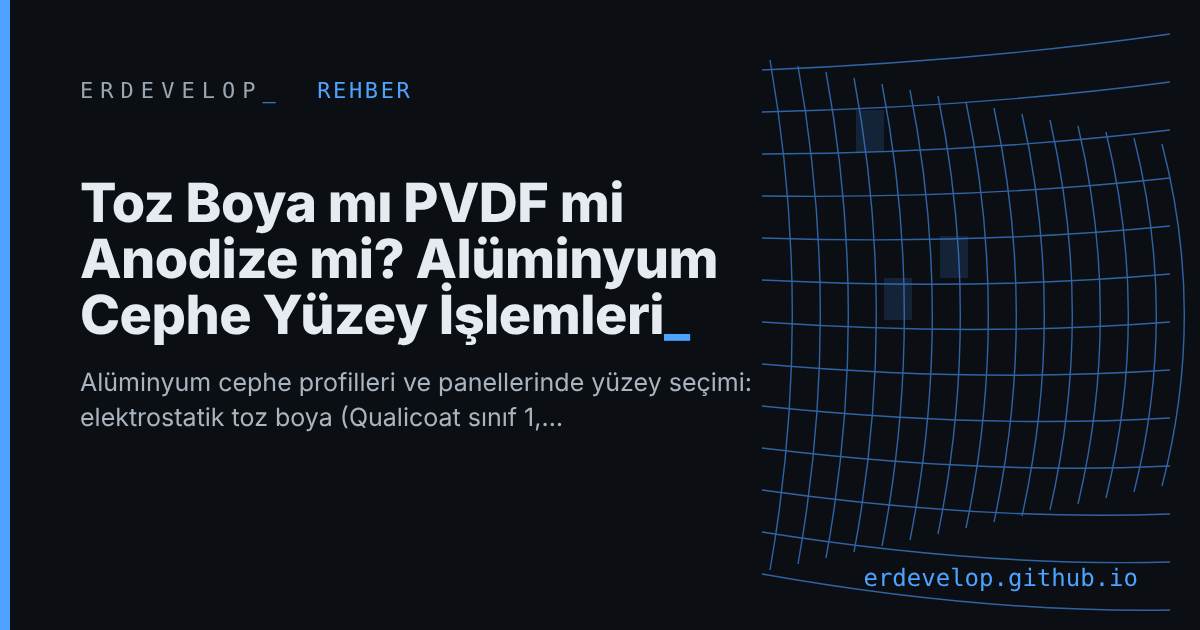 ERDEVELOP_ REHBER
Toz Boya mı PVDF mi
Anodize mi? Alüminyum
Cephe Yüzey İşlemleri_
Alüminyum cephe profilleri ve panellerinde yüzey seçimi:
elektrostatik toz boya (Qualicoat sınıf 1,...
erdevelop.github.io